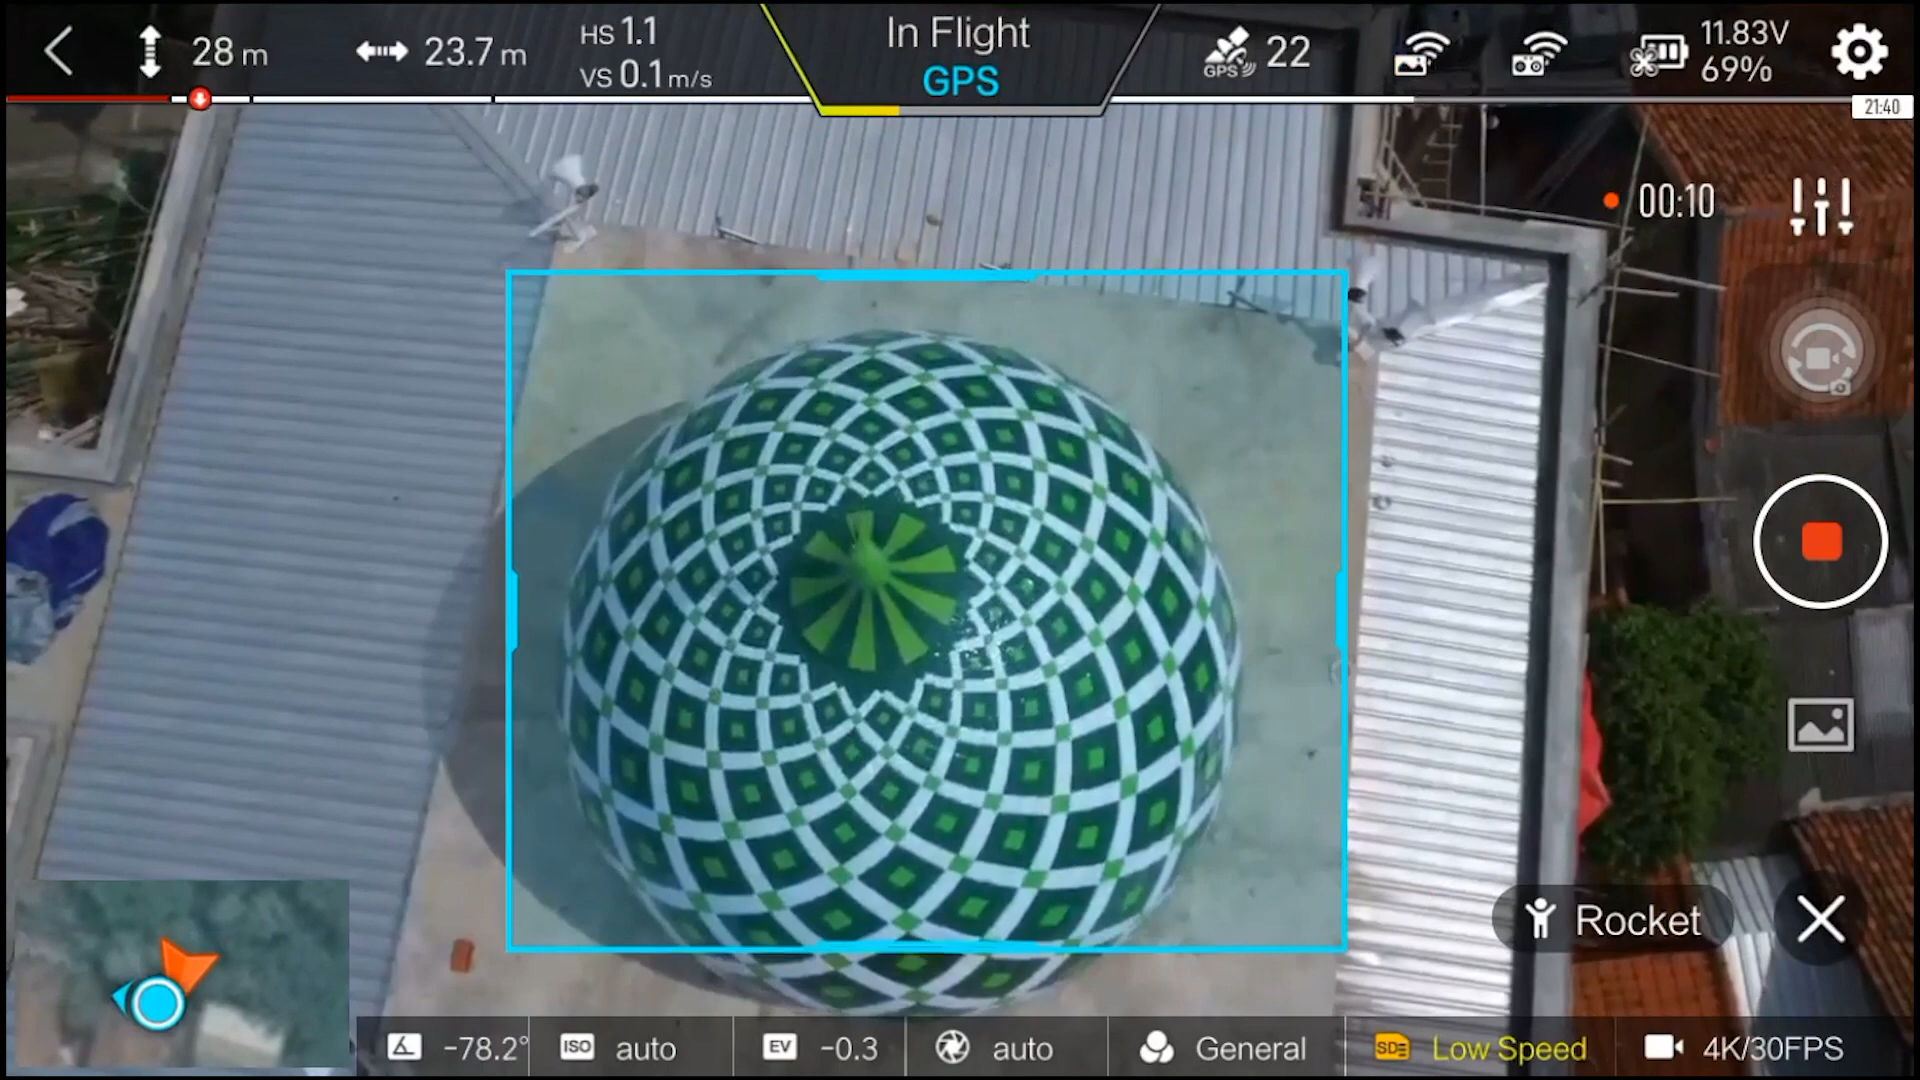 28 m
23.7 m
HS 1.1
VS 0.1 m/s
In Flight
GPS
GPS
22
11.83V
69%
21:40
00:10
Rocket
-78.2°
ISO auto
EV -0.3
auto
General
SD Low Speed
4K/30FPS